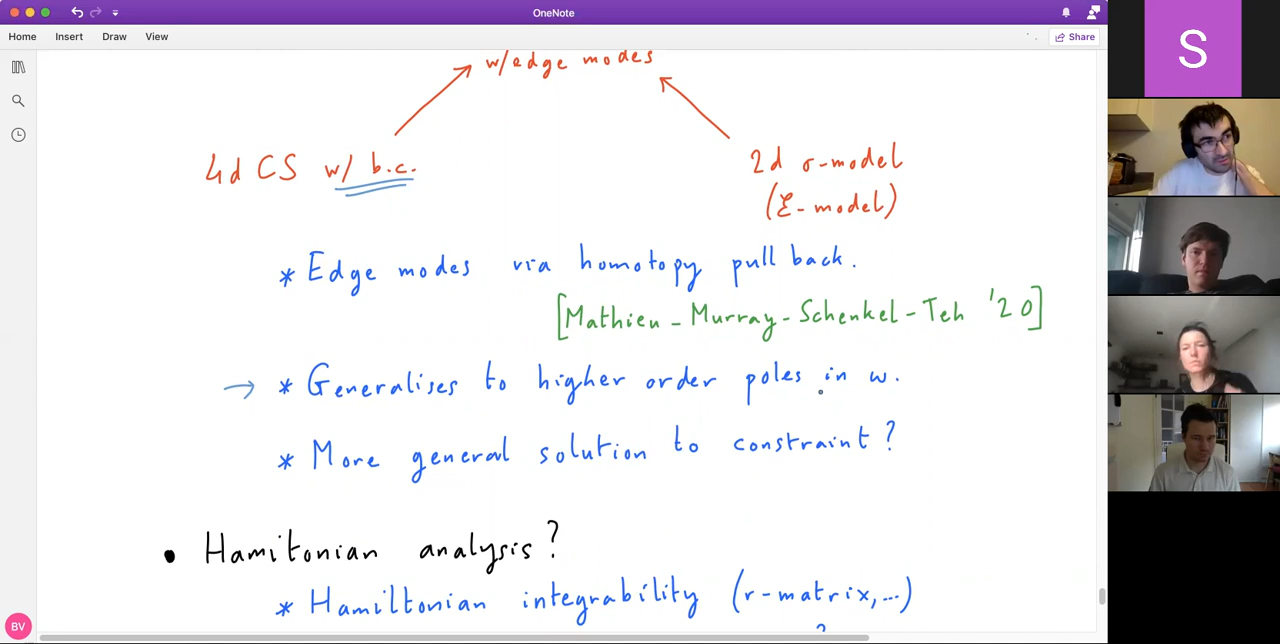 OneNote
Home Insert Draw View Share
w/edge modes
4d CS w/ b.c.
2d σ-model
(ℰ-model)
* Edge modes via homotopy pull back.
[Mathieu-Murray-Schenkel-Teh '20]
→ * Generalises to higher order poles in ω.
* More general solution to constraint?
• Hamitonian analysis?
* Hamiltonian integrability (r-matrix,...)
S
BV